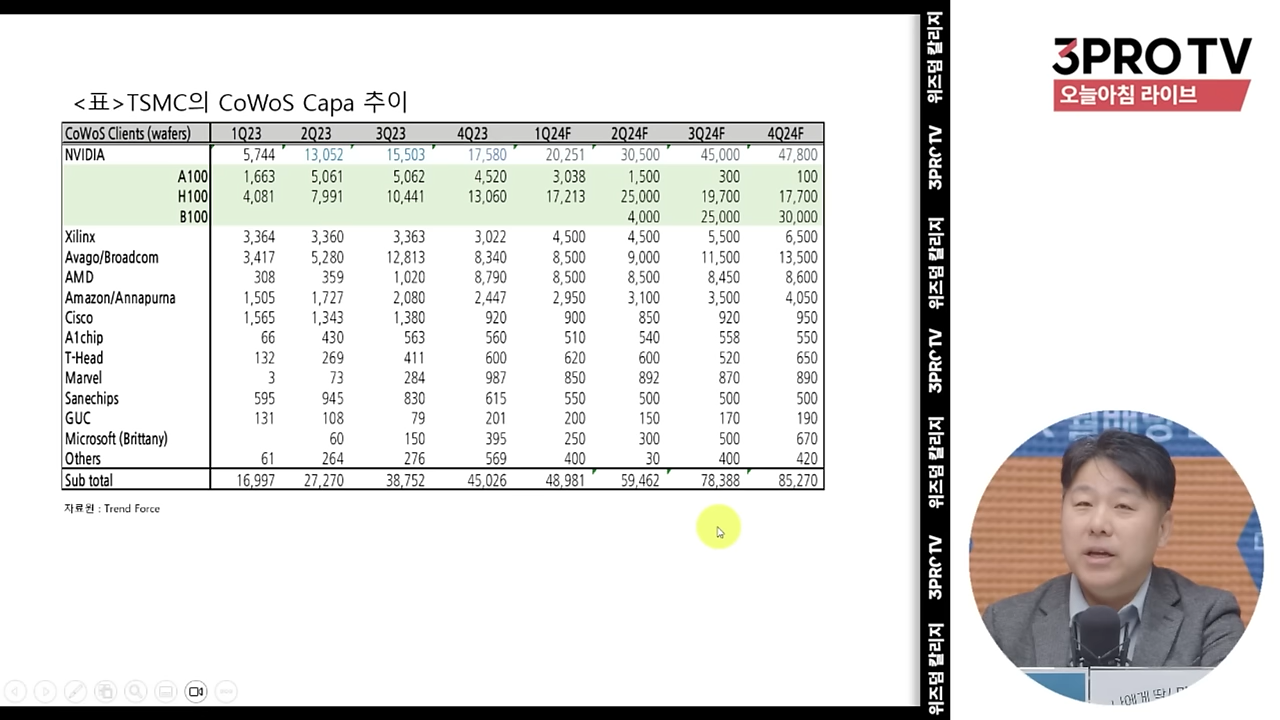 <표>TSMC의 CoWoS Capa 추이
CoWoS Clients (wafers) 1Q23 2Q23 3Q23 4Q23 1Q24F 2Q24F 3Q24F 4Q24F
NVIDIA 5,744 13,052 15,503 17,580 20,251 30,500 45,000 47,800
A100 1,663 5,061 5,062 4,520 3,038 1,500 300 100
H100 4,081 7,991 10,441 13,060 17,213 25,000 19,700 17,700
B100 4,000 25,000 30,000
Xilinx 3,364 3,360 3,363 3,022 4,500 4,500 5,500 6,500
Avago/Broadcom 3,417 5,280 12,813 8,340 8,500 9,000 11,500 13,500
AMD 308 359 1,020 8,790 8,500 8,500 8,450 8,600
Amazon/Annapurna 1,505 1,727 2,080 2,447 2,950 3,100 3,500 4,050
Cisco 1,565 1,343 1,380 920 900 850 920 950
A1chip 66 430 563 560 510 540 558 550
T-Head 132 269 411 600 620 600 520 650
Marvel 3 73 284 987 850 892 870 890
Sanechips 595 945 830 615 550 500 500 500
GUC 131 108 79 201 200 150 170 190
Microsoft (Brittany) 60 150 395 250 300 500 670
Others 61 264 276 569 400 30 400 420
Sub total 16,997 27,270 38,752 45,026 48,981 59,462 78,388 85,270
자료원 : Trend Force
위즈덤 칼리지
3PROTV
위즈덤 칼리지
3PROTV
위즈덤 칼리지
3PROTV
위즈덤 칼리지
3PROTV
오늘아침 라이브